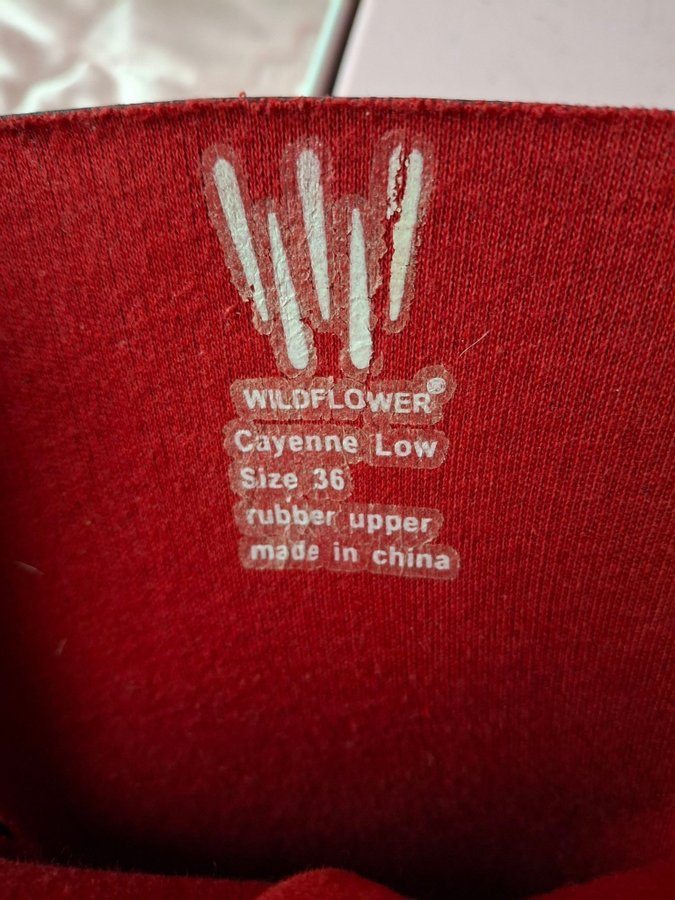 WILDFLOWER®
Cayenne Low
Size 36
rubber upper
made in china